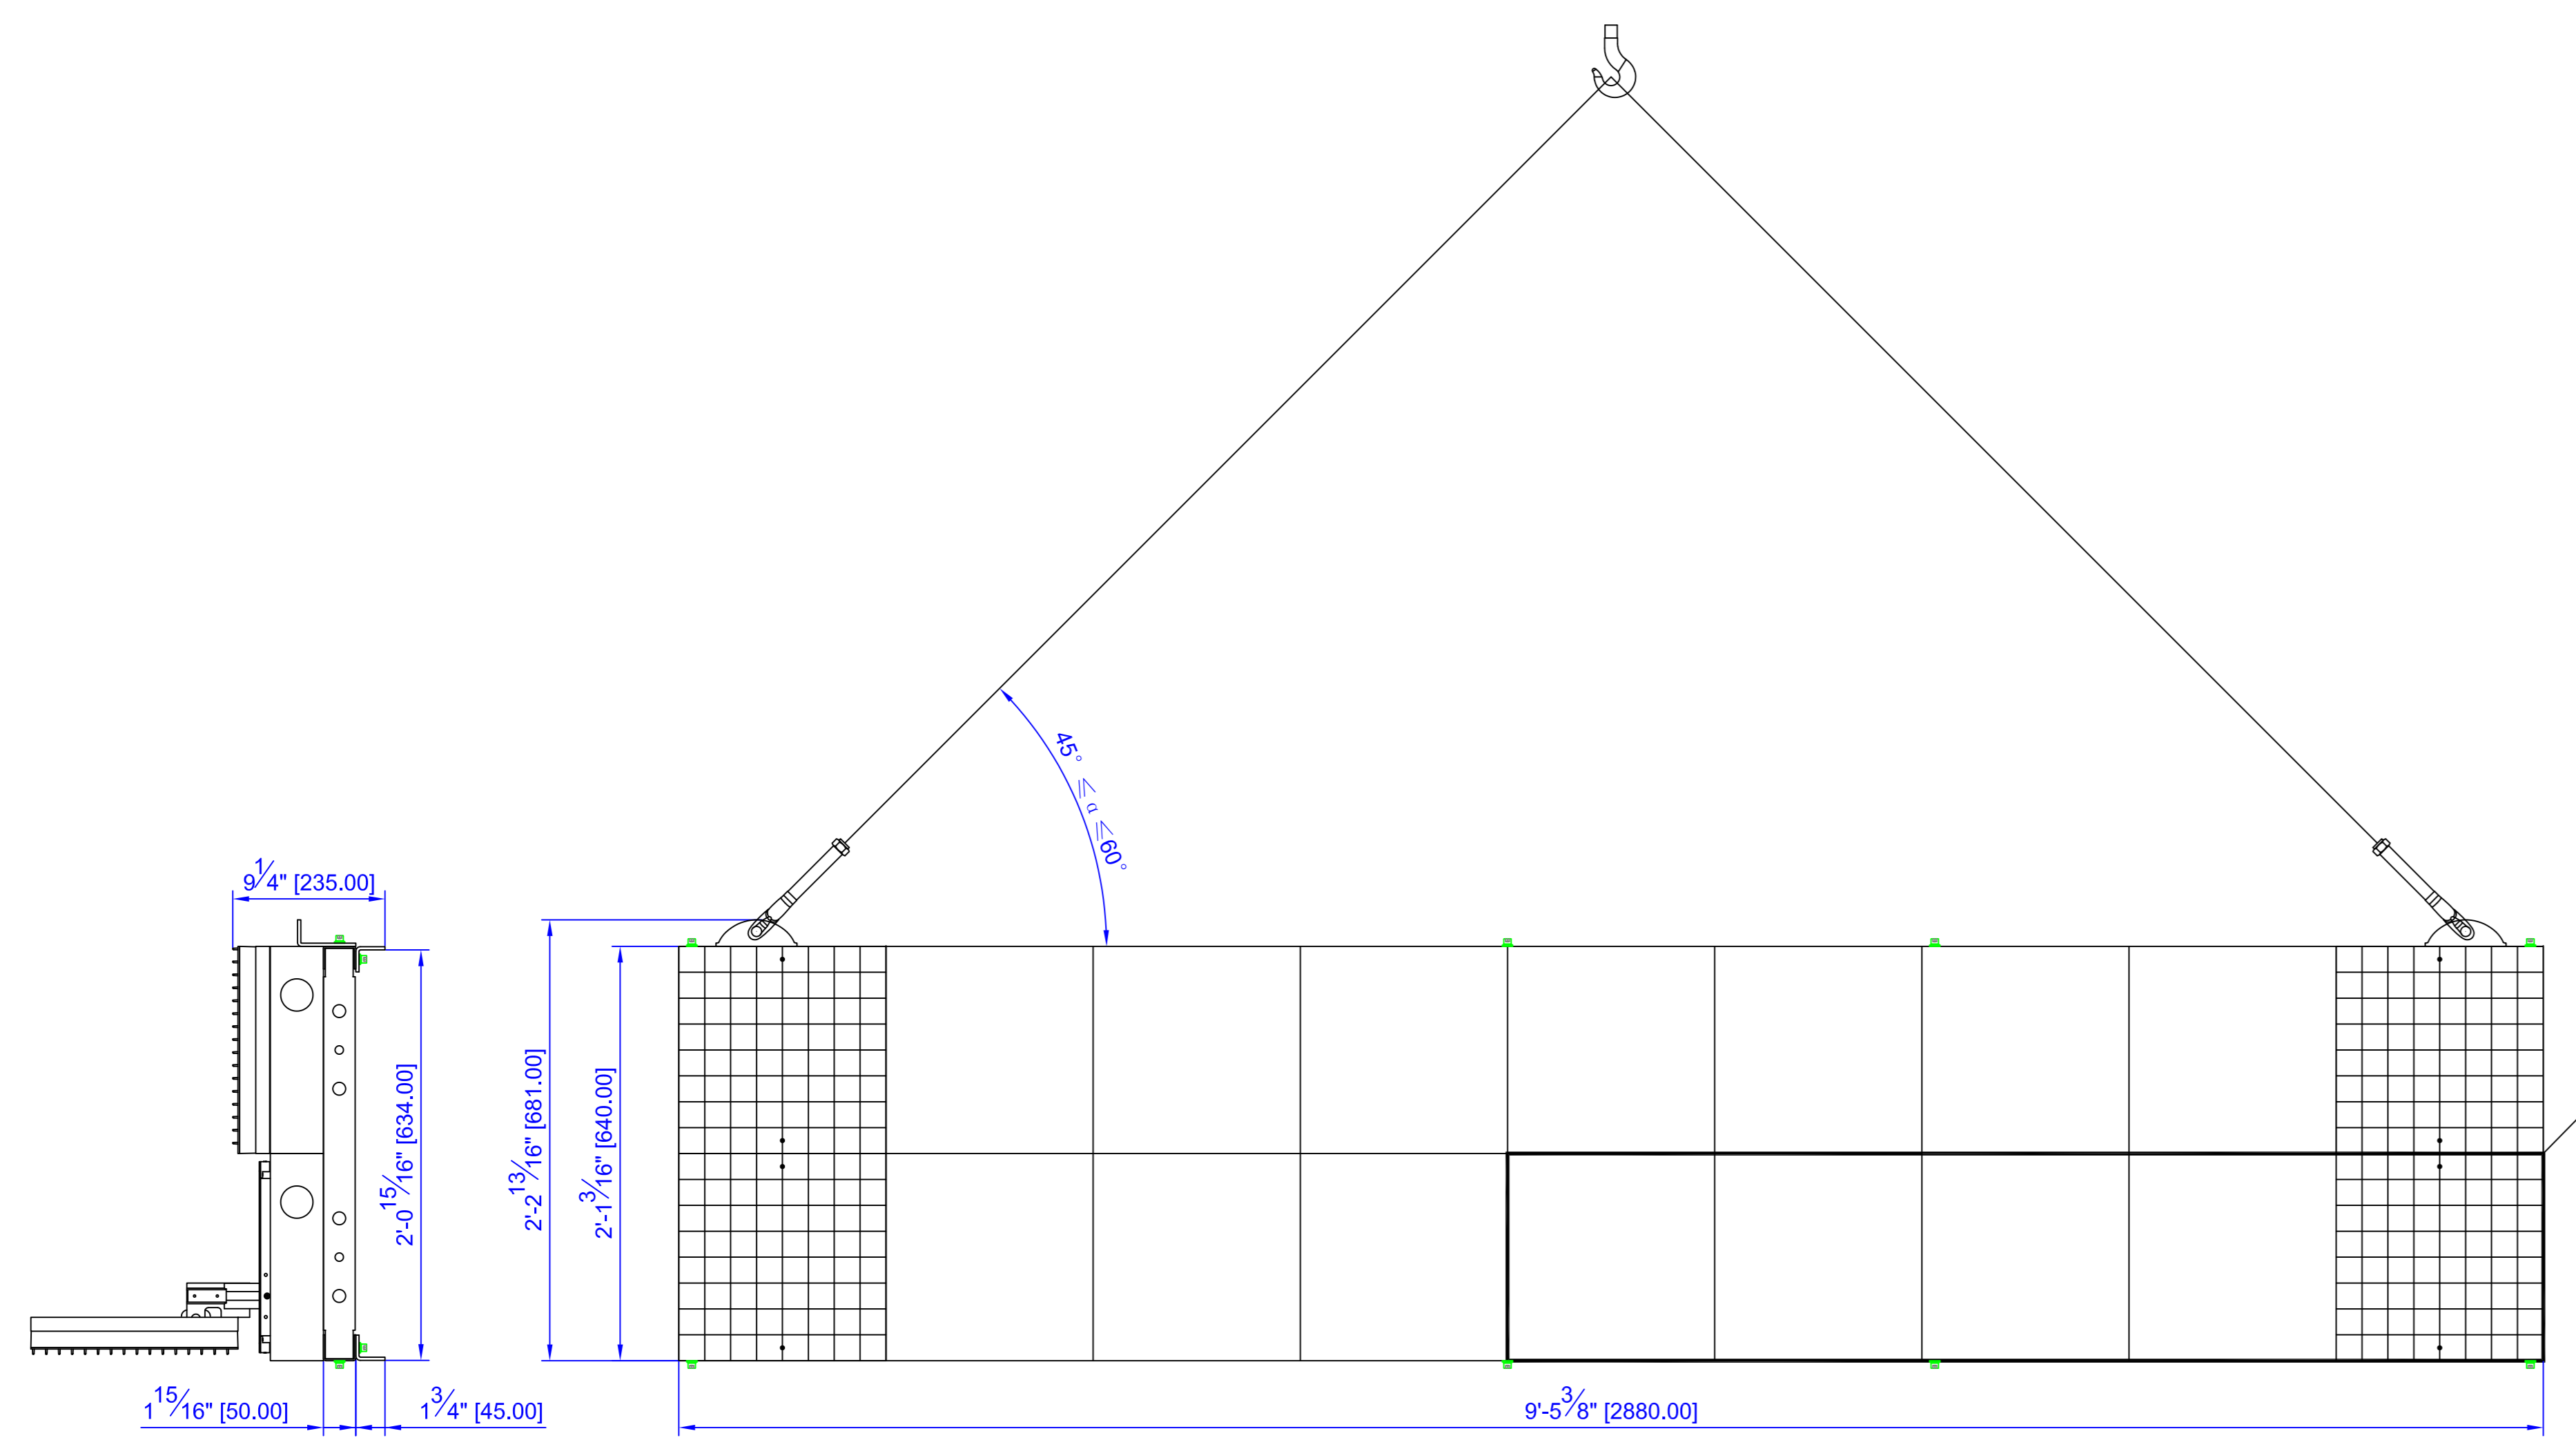 45° ≤ α ≤60°
9 1/4" [235.00]
2'-0 15/16" [634.00]
2'-2 13/16" [681.00]
2'-1 3/16" [640.00]
1 15/16" [50.00]
1 3/4" [45.00]
9'-5 3/8" [2880.00]